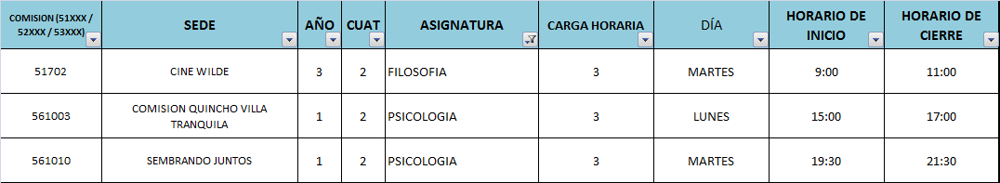 COMISION (51XXX / 52XXX / 53XXX) SEDE AÑO CUAT ASIGNATURA CARGA HORARIA DÍA HORARIO DE INICIO HORARIO DE CIERRE
51702 CINE WILDE 3 2 FILOSOFIA 3 MARTES 9:00 11:00
561003 COMISION QUINCHO VILLA TRANQUILA 1 2 PSICOLOGIA 3 LUNES 15:00 17:00
561010 SEMBRANDO JUNTOS 1 2 PSICOLOGIA 3 MARTES 19:30 21:30